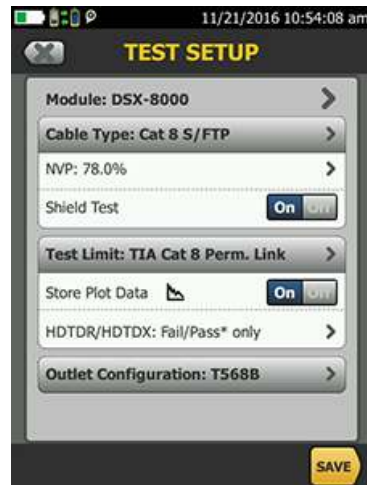 11/21/2016 10:54:08 am
TEST SETUP
Module: DSX-8000
Cable Type: Cat 8 S/FTP
NVP: 78.0%
Shield Test On Off
Test Limit: TIA Cat 8 Perm. Link
Store Plot Data On Off
HDTDR/HDTDX: Fail/Pass* only
Outlet Configuration: T568B
SAVE